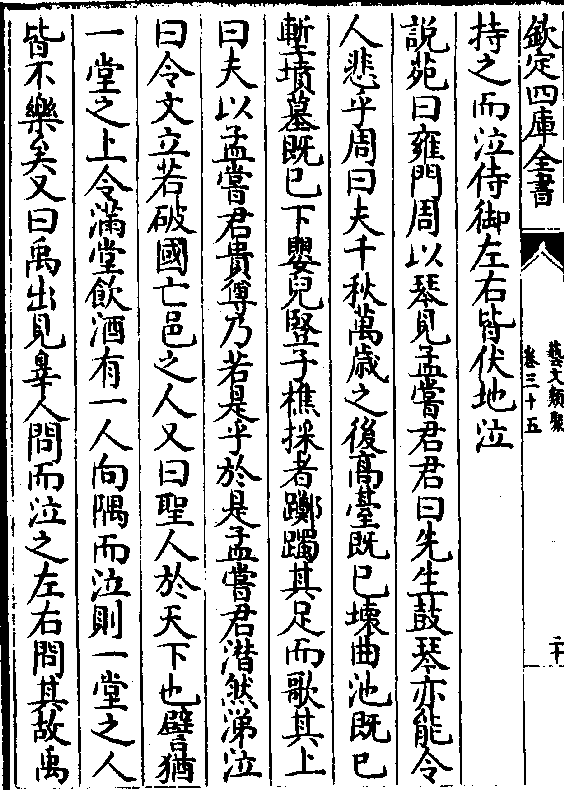 欽定四庫全書
藝文類聚
卷三十五
二十
持之而泣侍御左右皆伏地泣
說苑曰雍門周以琴見孟嘗君君曰先生鼓琴亦能令
人悲乎周曰夫千秋萬歲之後高臺既已壞曲池既已
塹墳墓既已下嬰兒豎子樵採者躑躅其足而歌其上
曰夫以孟嘗君貴尊乃若是乎於是孟嘗君潸然涕泣
曰令文立若破國亡邑之人又曰聖人於天下也譬猶
一堂之上令滿堂飲酒有一人向隅而泣則一堂之人
皆不樂矣又曰禹出見辠人問而泣之左右問其故禹